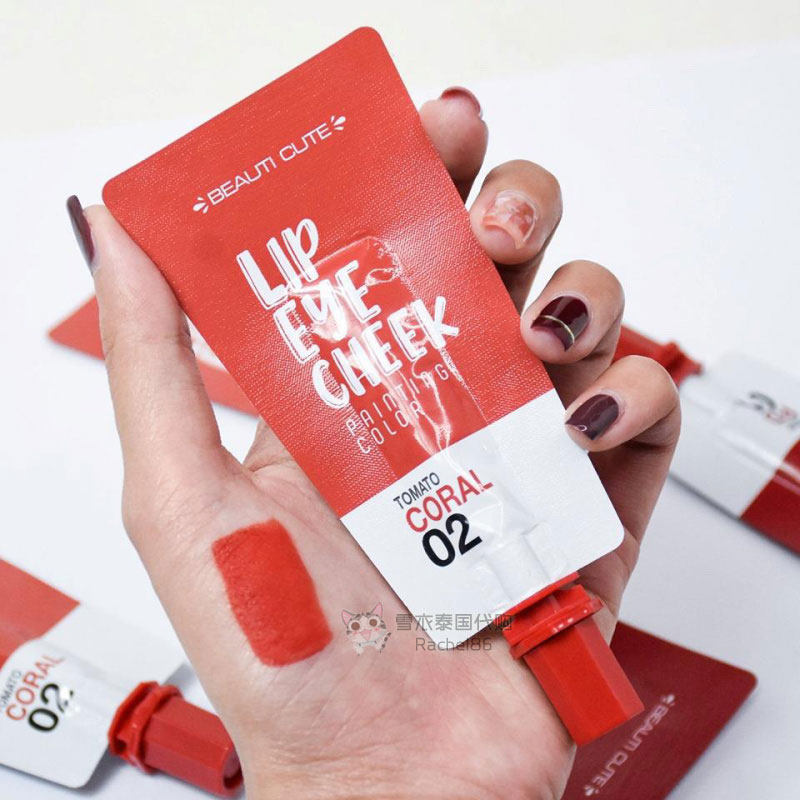 BEAUTI CUTE
LIP
EYE
CHEEK
PAINTING
COLOR
TOMATO
CORAL
02
雪衣泰国代购
Rachel86
TOMATO
CORAL
02
BEAUTI CUTE